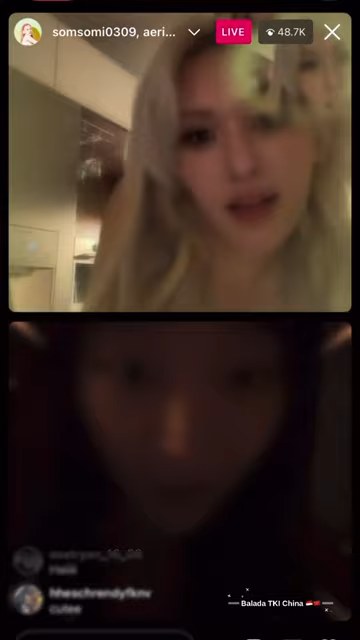 somsomi0309, aeri...
LIVE
48.7K
hheschrendyfknv
cutee
Balada TKI China 🇮🇩🇨🇳